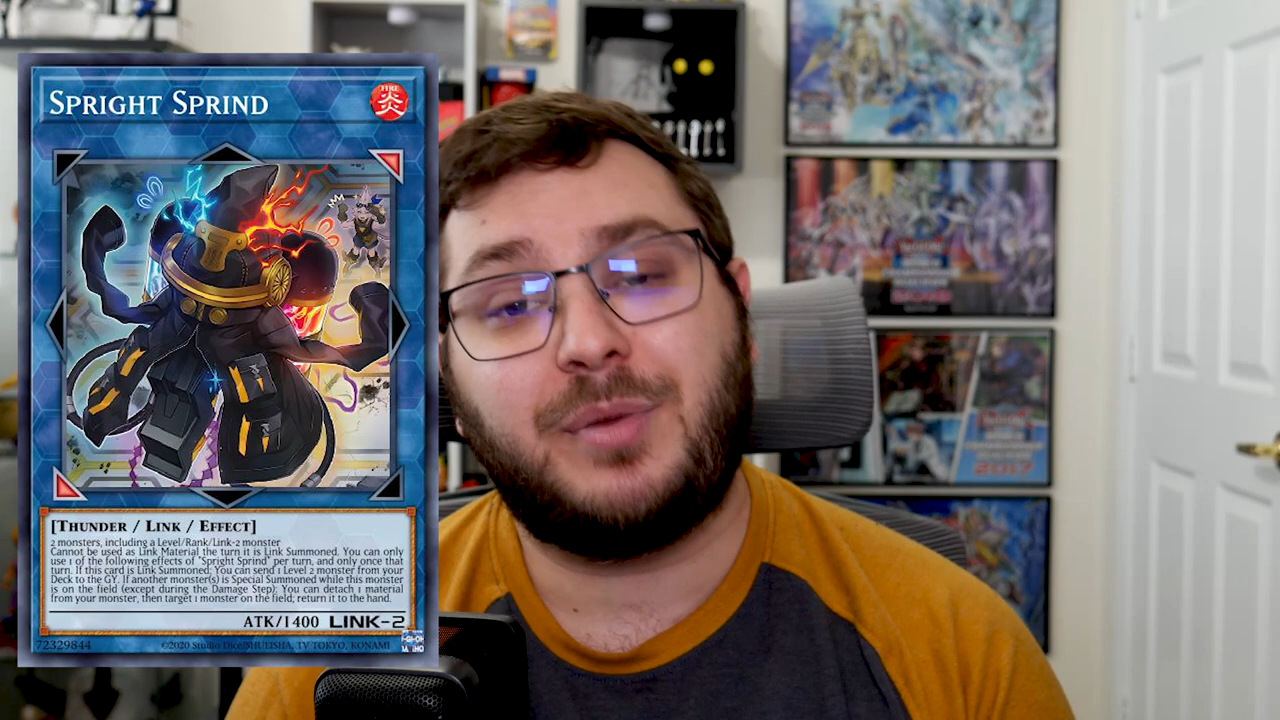 SPRIGHT SPRIND
FIRE
炎
[THUNDER / LINK / EFFECT]
2 monsters, including a Level/Rank/Link-2 monster
Cannot be used as Link Material the turn it is Link Summoned. You can only
use 1 of the following effects of "Spright Sprind" per turn, and only once that
turn. If this card is Link Summoned: You can send 1 Level 2 monster from your
Deck to the GY. If another monster(s) is Special Summoned while this monster
is on the field (except during the Damage Step): You can detach 1 material
from your monster, then target 1 monster on the field; return it to the hand.
ATK/1400 LINK-2
72329844 ©2020 Studio Dice/SHUEISHA, TV TOKYO, KONAMI
2017